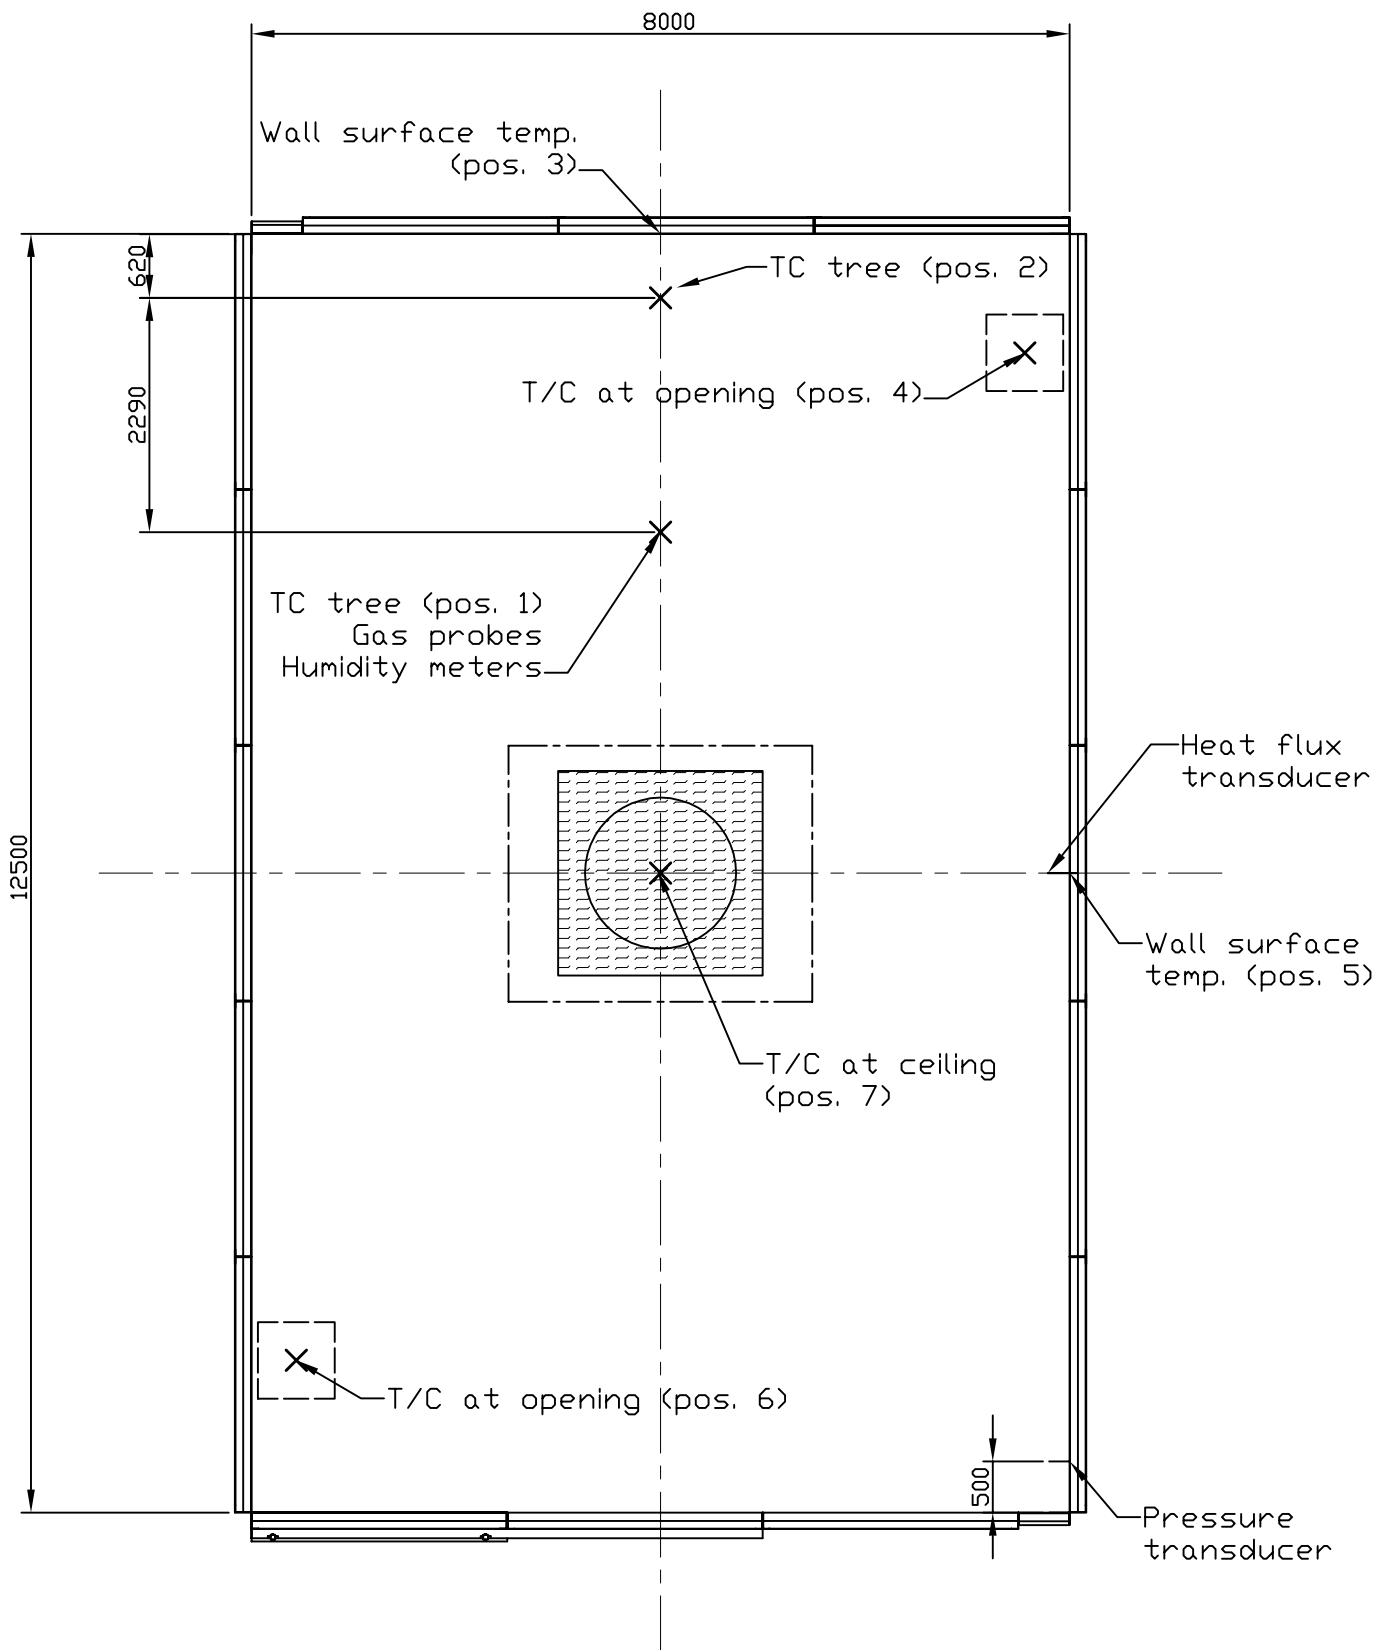 8000
Wall surface temp.
(pos. 3)
620
TC tree (pos. 2)
2290
T/C at opening (pos. 4)
TC tree (pos. 1)
Gas probes
Humidity meters
Heat flux
transducer
12500
Wall surface
temp. (pos. 5)
T/C at ceiling
(pos. 7)
T/C at opening (pos. 6)
500
Pressure
transducer